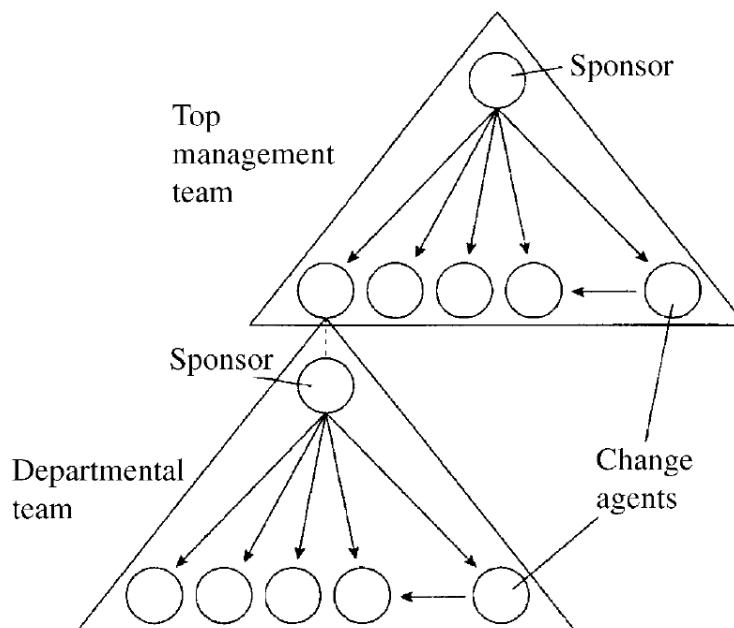 Sponsor
Top
management
team
Sponsor
Departmental
team
Change
agents